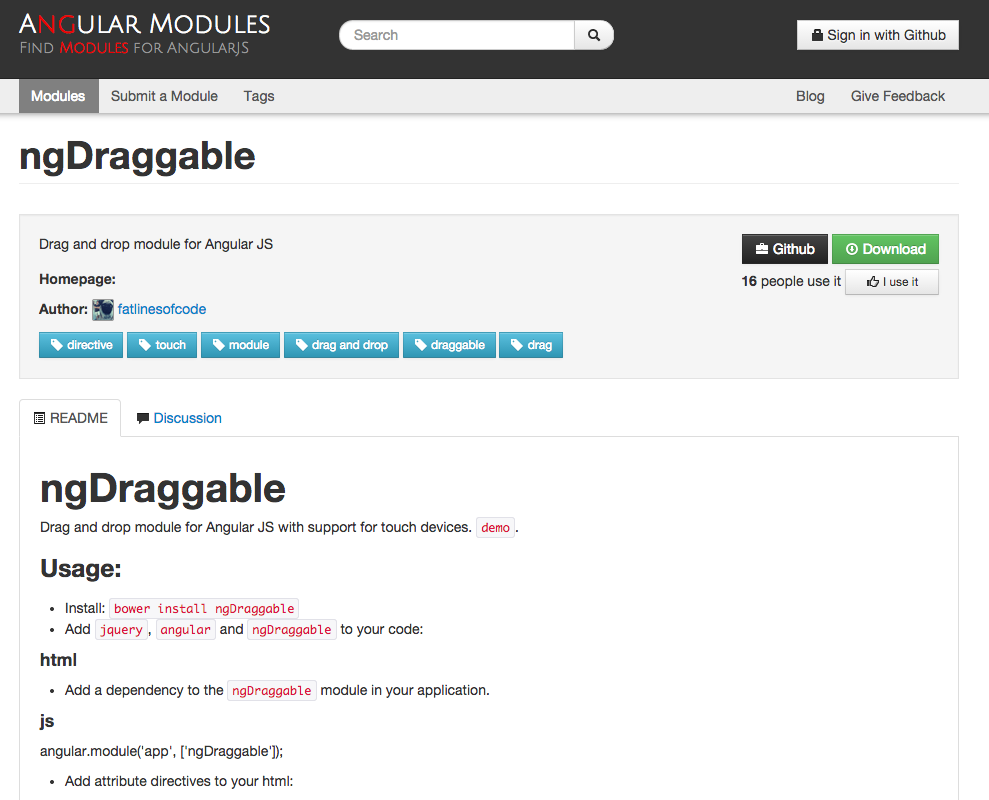 ANGULAR MODULES
FIND MODULES FOR ANGULARJS
Search
Sign in with Github
Modules Submit a Module Tags Blog Give Feedback
ngDraggable
Drag and drop module for Angular JS
Github Download
Homepage:
16 people use it I use it
Author: fatlinesofcode
directive touch module drag and drop draggable drag
README Discussion
ngDraggable
Drag and drop module for Angular JS with support for touch devices. demo.
Usage:
• Install: bower install ngDraggable
• Add jquery, angular and ngDraggable to your code:
html
• Add a dependency to the ngDraggable module in your application.
js
angular.module('app', ['ngDraggable']);
• Add attribute directives to your html: